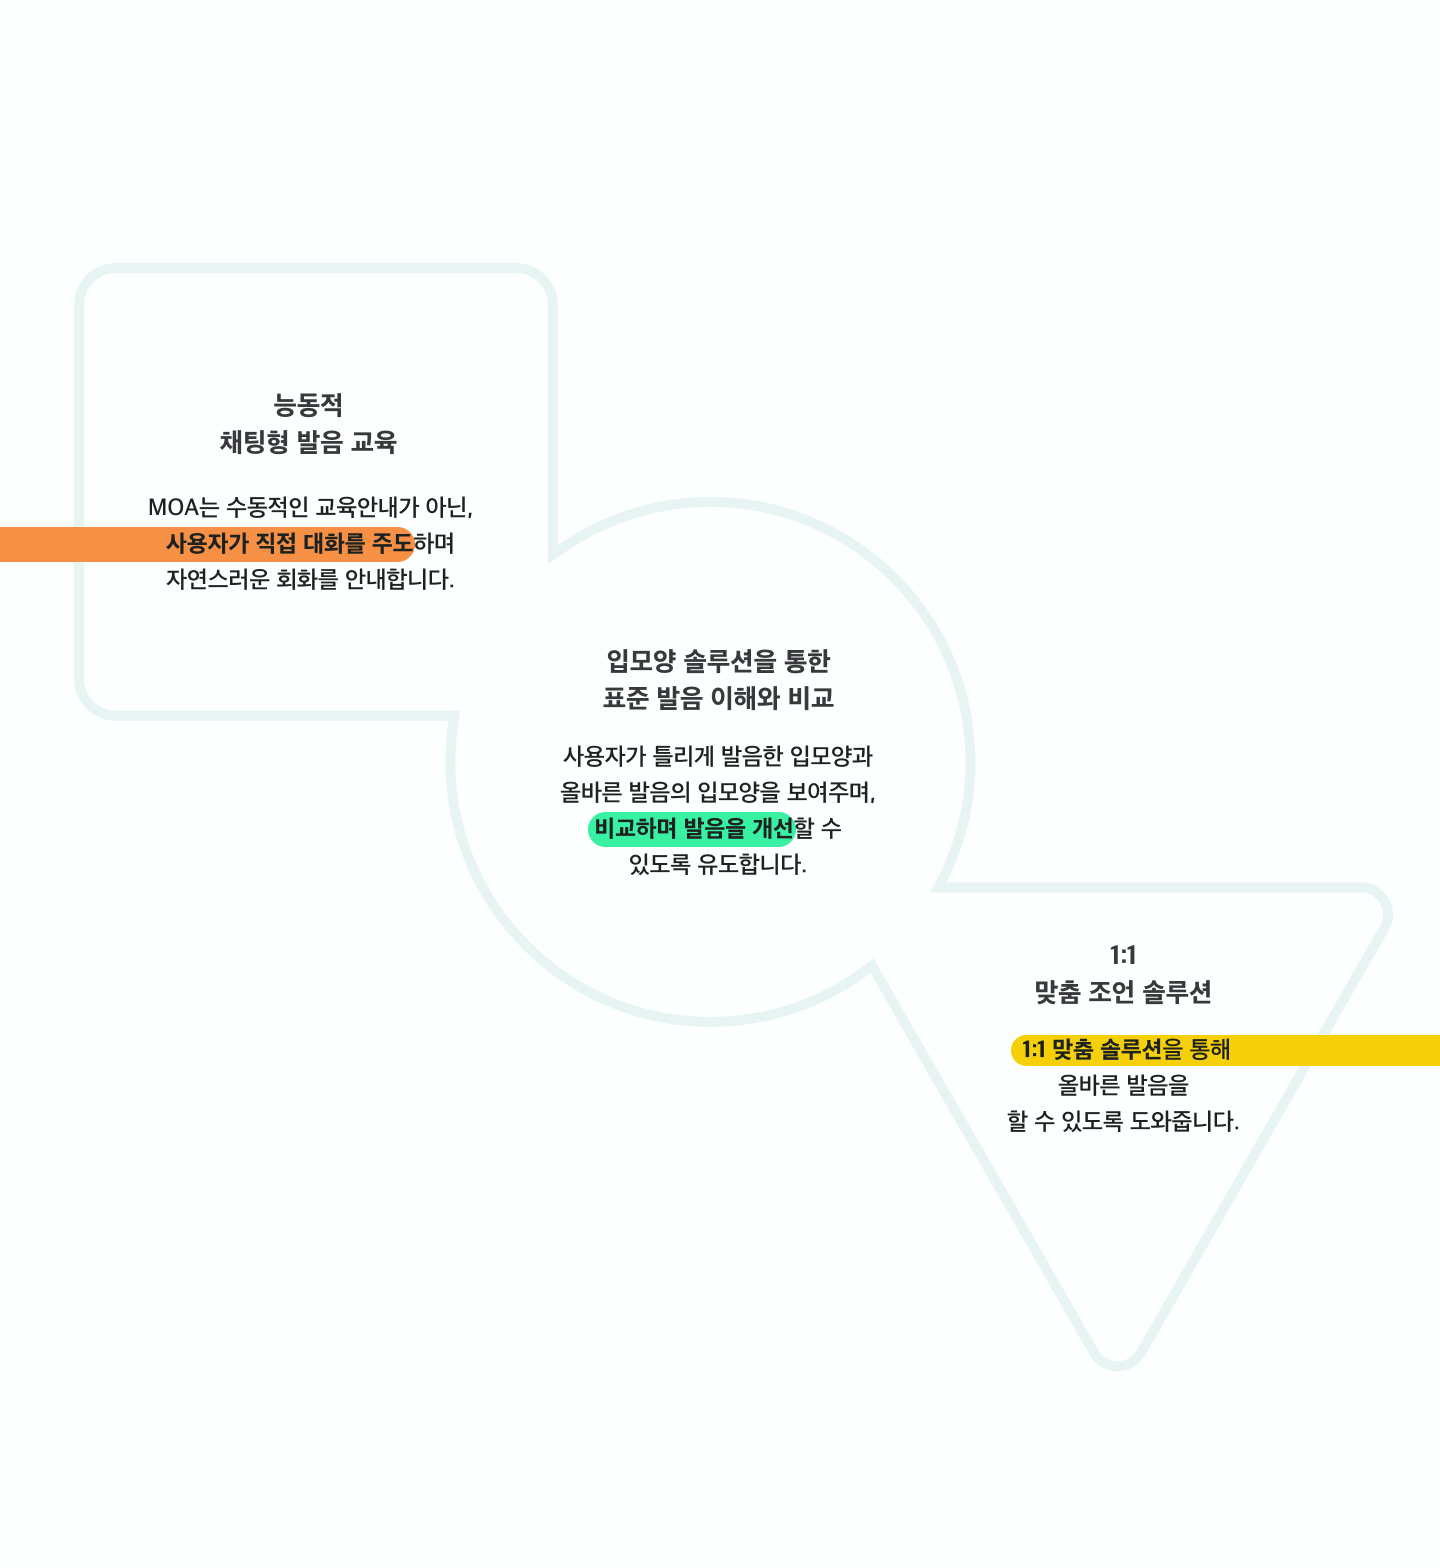 능동적
채팅형 발음 교육
MOA는 수동적인 교육안내가 아닌,
사용자가 직접 대화를 주도하며
자연스러운 회화를 안내합니다.
입모양 솔루션을 통한
표준 발음 이해와 비교
사용자가 틀리게 발음한 입모양과
올바른 발음의 입모양을 보여주며,
비교하며 발음을 개선할 수
있도록 유도합니다.
1:1
맞춤 조언 솔루션
1:1 맞춤 솔루션을 통해
올바른 발음을
할 수 있도록 도와줍니다.